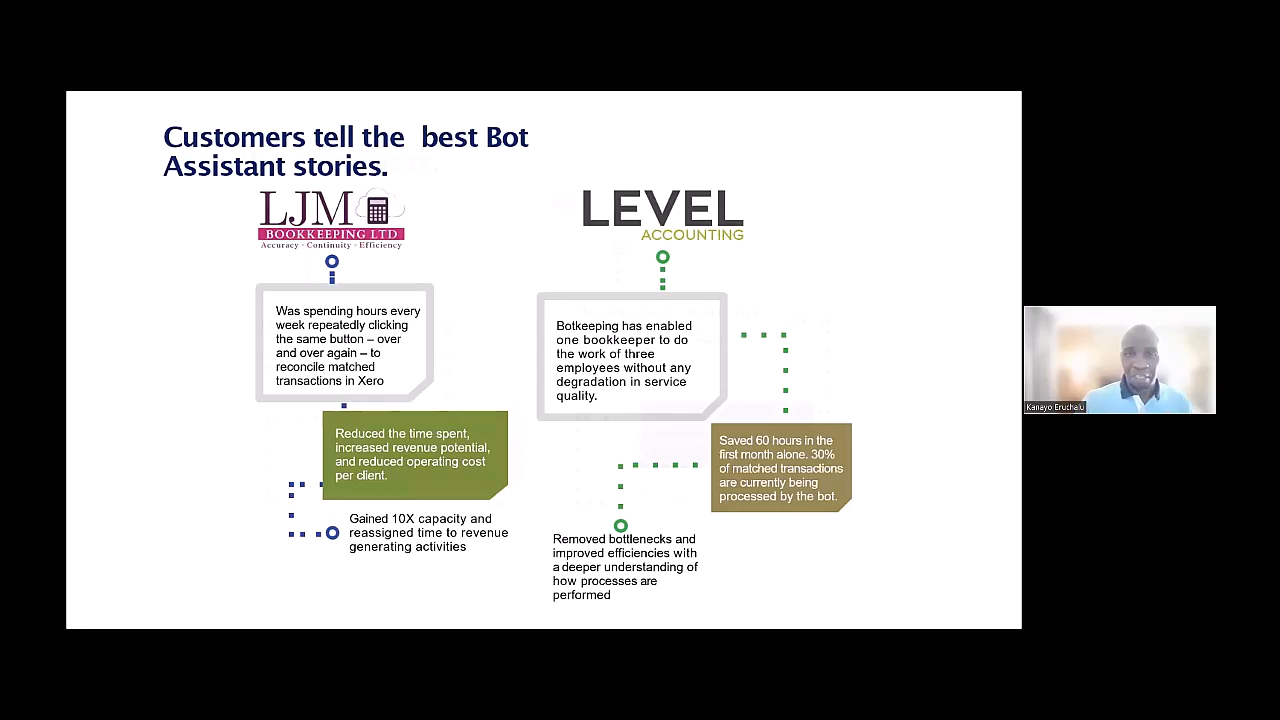 Customers tell the  best Bot
Assistant stories.
LJM
BOOKKEEPING LTD
Accuracy - Continuity - Efficiency
Was spending hours every
week repeatedly clicking
the same button – over
and over again – to
reconcile matched
transactions in Xero
Reduced the time spent,
increased revenue potential,
and reduced operating cost
per client.
Gained 10X capacity and
reassigned time to revenue
generating activities
LEVEL
ACCOUNTING
Botkeeping has enabled
one bookkeeper to do
the work of three
employees without any
degradation in service
quality.
Saved 60 hours in the
first month alone. 30%
of matched transactions
are currently being
processed by the bot.
Removed bottlenecks and
improved efficiencies with
a deeper understanding of
how processes are
performed
Kanayo Eruchalu